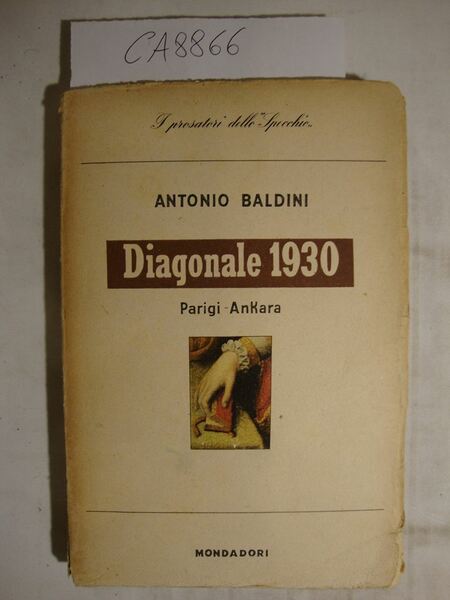 CA8866
I prosatori dello "Specchio„
ANTONIO BALDINI
Diagonale 1930
Parigi - AnKara
MONDADORI